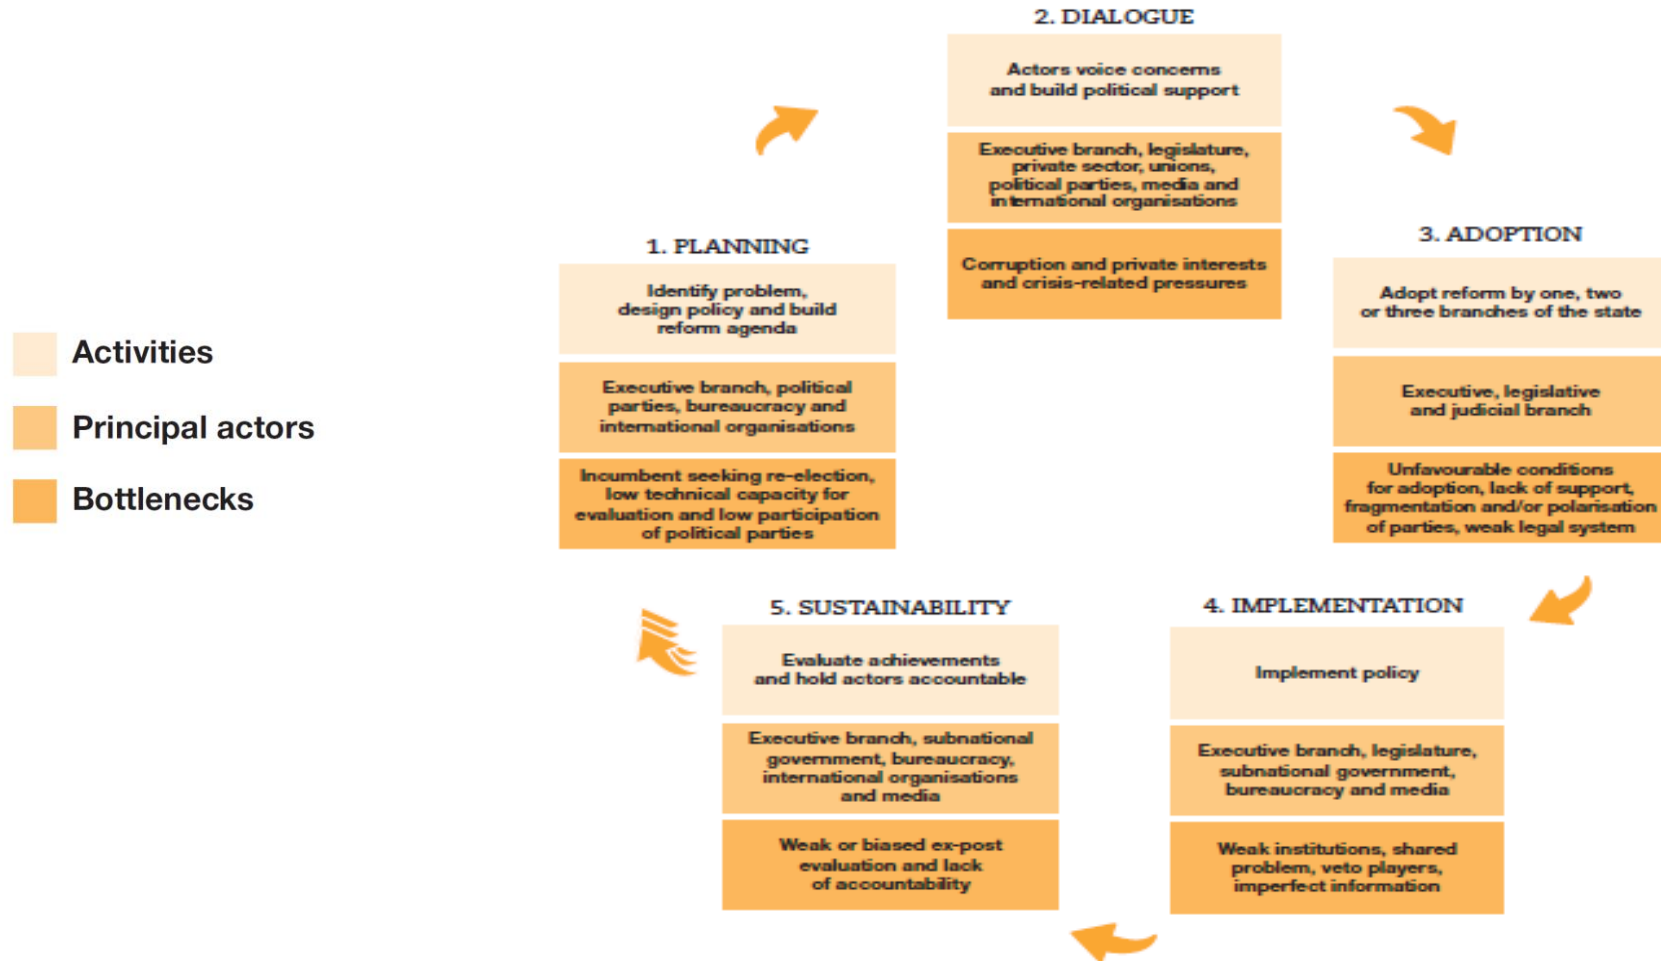 2. DIALOGUE
Actors voice concerns
and build political support
Executive branch, legislature,
private sector, unions,
political parties, media and
international organisations
Corruption and private interests
and crisis-related pressures
1. PLANNING
Identify problem,
design policy and build
reform agenda
Executive branch, political
parties, bureaucracy and
international organisations
Incumbent seeking re-election,
low technical capacity for
evaluation and low participation
of political parties
3. ADOPTION
Adopt reform by one, two
or three branches of the state
Executive, legislative
and judicial branch
Unfavourable conditions
for adoption, lack of support,
fragmentation and/or polarisation
of parties, weak legal system
Activities
Principal actors
Bottlenecks
5. SUSTAINABILITY
Evaluate achievements
and hold actors accountable
Executive branch, subnational
government, bureaucracy,
international organisations
and media
Weak or biased ex-post
evaluation and lack
of accountability
4. IMPLEMENTATION
Implement policy
Executive branch, legislature,
subnational government,
bureaucracy and media
Weak institutions, shared
problem, veto players,
imperfect information